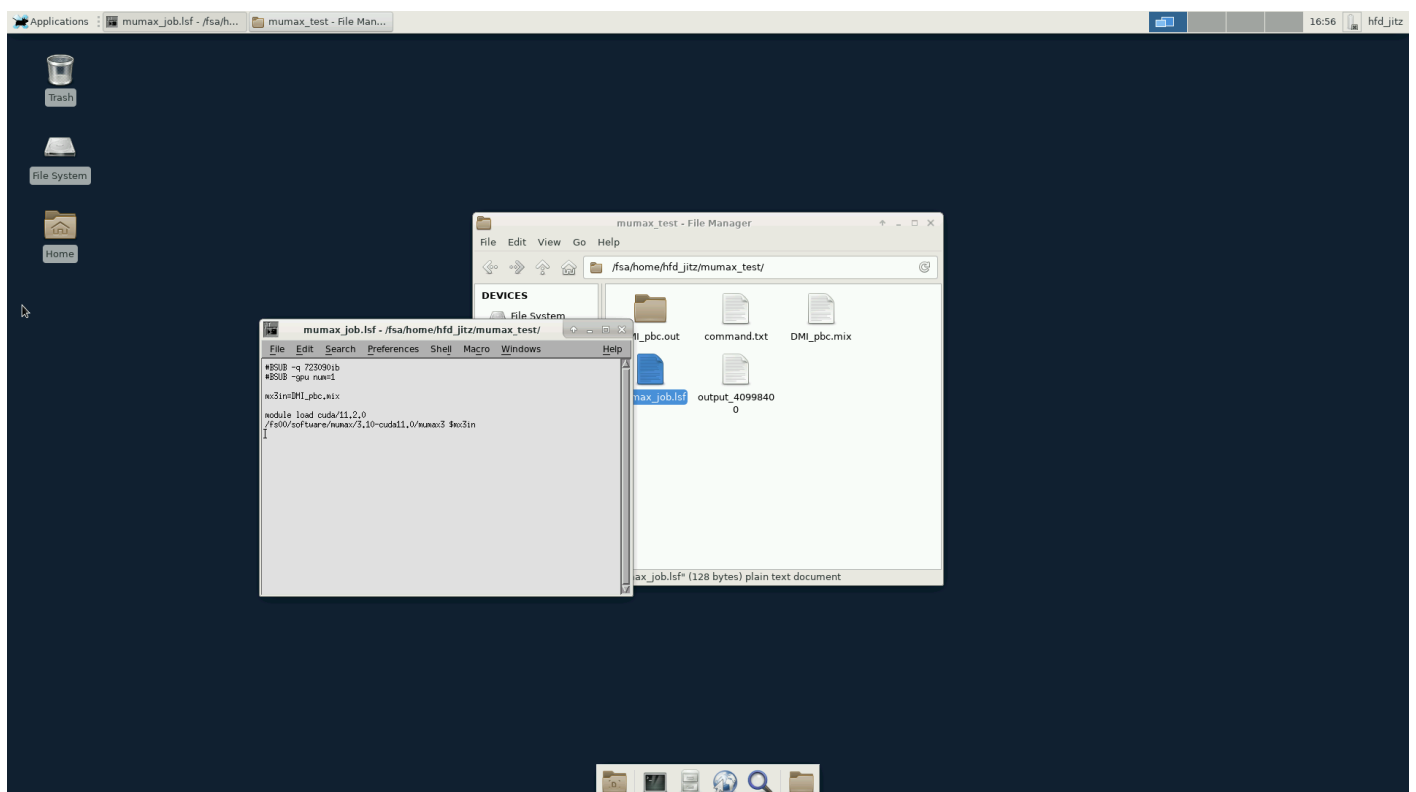 Applications
mumax_job.lsf - /fsa/h...
mumax_test - File Man...
16:56
hfd_jitz
Trash
File System
Home
mumax_test - File Manager
File Edit View Go Help
/fsa/home/hfd_jitz/mumax_test/
DEVICES
File System
MI_pbc.out
command.txt
DMI_pbc.mix
max_job.lsf
output_4099840
0
ax_job.lsf" (128 bytes) plain text document
mumax_job.lsf - /fsa/home/hfd_jitz/mumax_test/
File Edit Search Preferences Shell Macro Windows Help
#BSUB -q 723090ib
#BSUB -gpu num=1
mx3in=DMI_pbc.mix
module load cuda/11.2.0
/fs00/software/mumax/3.10-cuda11.0/mumax3 $mx3in